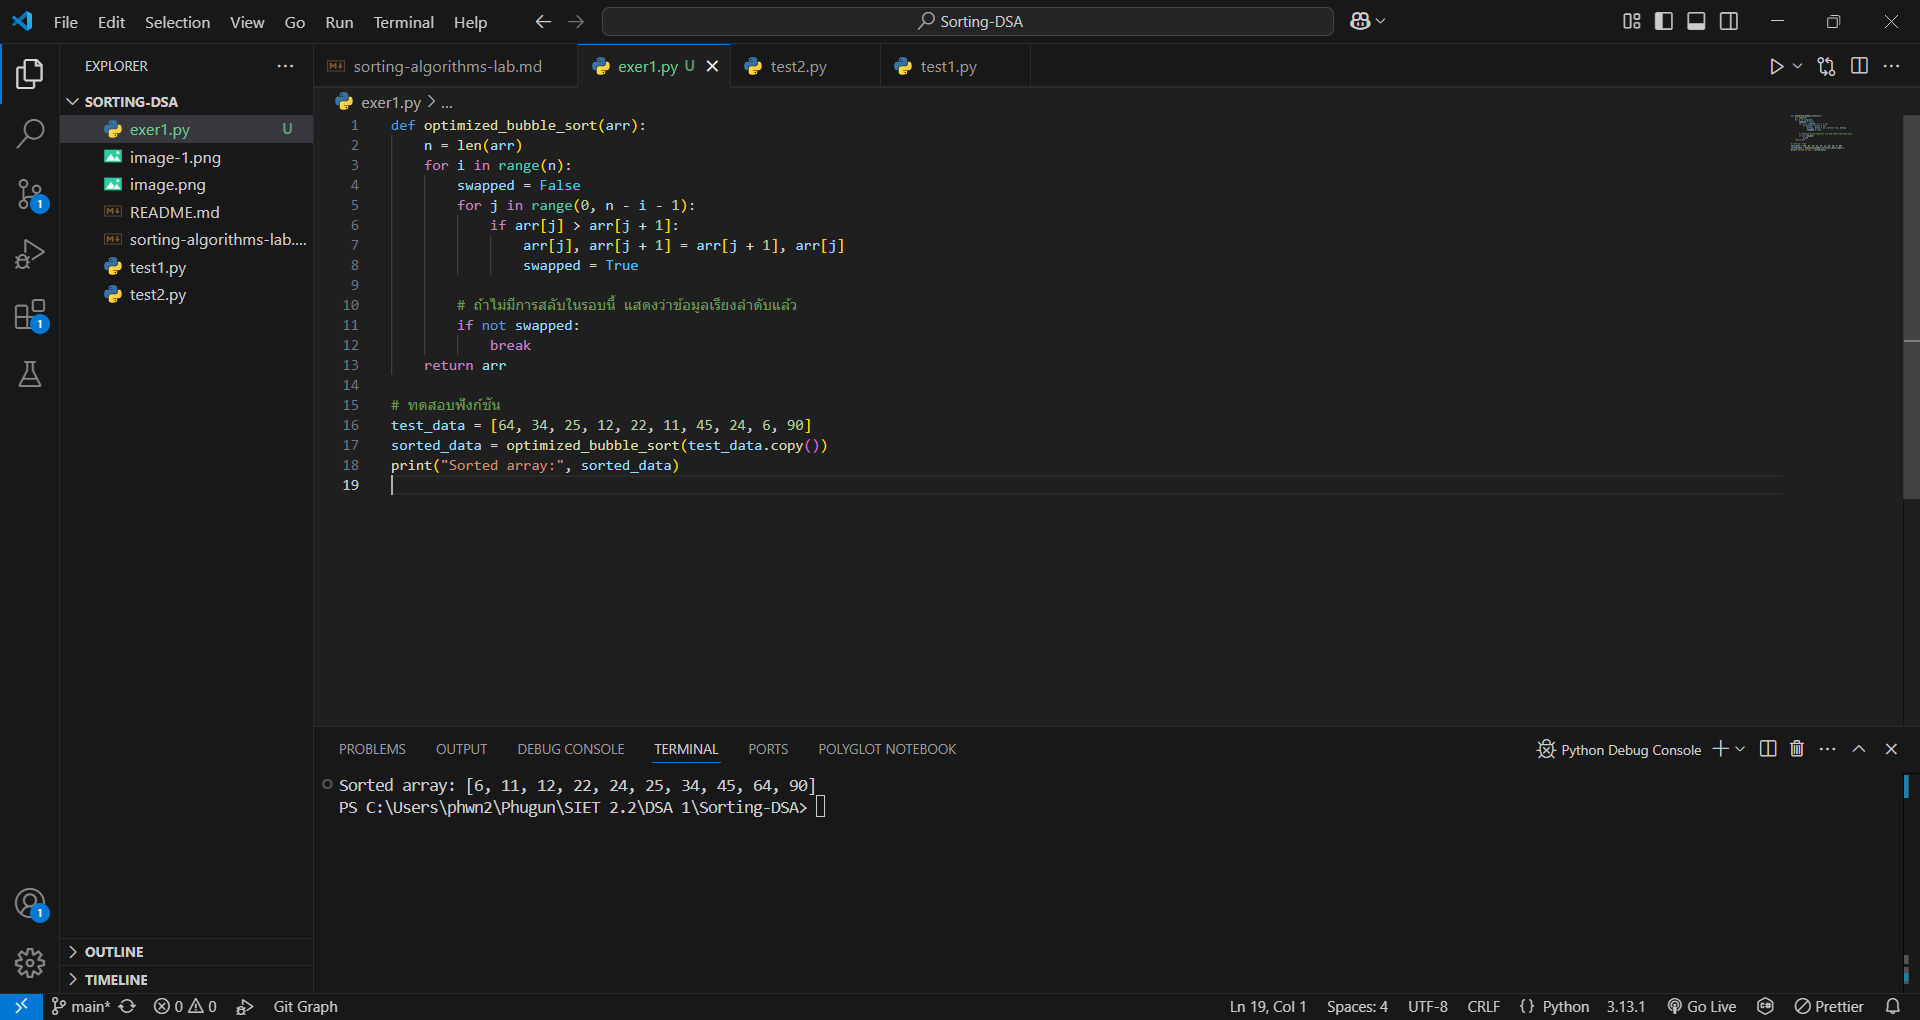 File Edit Selection View Go Run Terminal Help
Sorting-DSA
EXPLORER
SORTING-DSA
exer1.py U
image-1.png
image.png
README.md
sorting-algorithms-lab....
test1.py
test2.py
OUTLINE
TIMELINE
sorting-algorithms-lab.md exer1.py U test2.py test1.py
exer1.py > ...
1 def optimized_bubble_sort(arr):
2 n = len(arr)
3 for i in range(n):
4 swapped = False
5 for j in range(0, n - i - 1):
6 if arr[j] > arr[j + 1]:
7 arr[j], arr[j + 1] = arr[j + 1], arr[j]
8 swapped = True
9
10 # ถ้าไม่มีการสลับในรอบนี้ แสดงว่าข้อมูลเรียงลำดับแล้ว
11 if not swapped:
12 break
13 return arr
14
15 # ทดสอบฟังก์ชัน
16 test_data = [64, 34, 25, 12, 22, 11, 45, 24, 6, 90]
17 sorted_data = optimized_bubble_sort(test_data.copy())
18 print("Sorted array:", sorted_data)
19
PROBLEMS OUTPUT DEBUG CONSOLE TERMINAL PORTS POLYGLOT NOTEBOOK
Python Debug Console
Sorted array: [6, 11, 12, 22, 24, 25, 34, 45, 64, 90]
PS C:\Users\phwn2\Phugun\SIET 2.2\DSA 1\Sorting-DSA>
1
1
1
main* 0 0 Git Graph
Ln 19, Col 1 Spaces: 4 UTF-8 CRLF {} Python 3.13.1 Go Live Prettier